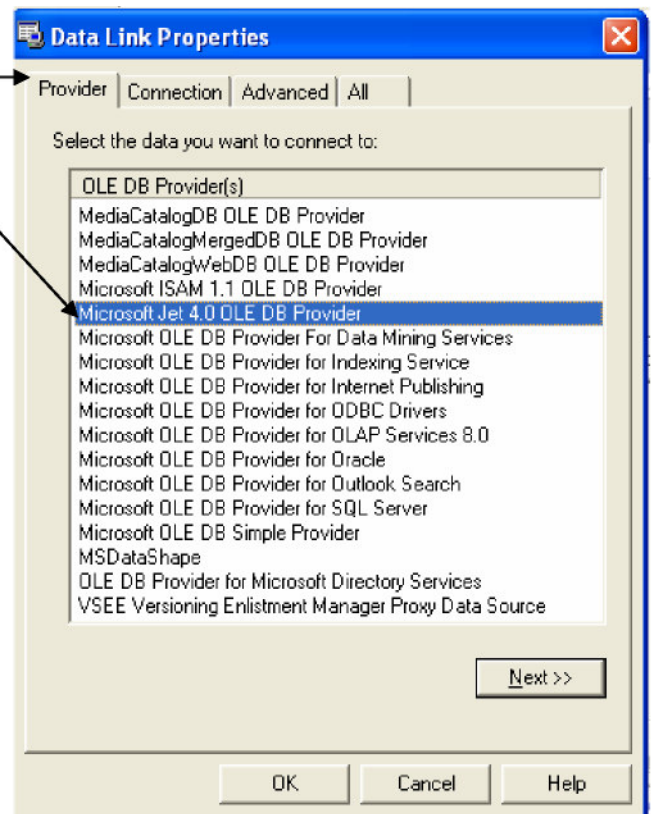 Data Link Properties
Provider Connection Advanced All
Select the data you want to connect to:
OLE DB Provider(s)
MediaCatalogDB OLE DB Provider
MediaCatalogMergedDB OLE DB Provider
MediaCatalogWebDB OLE DB Provider
Microsoft ISAM 1.1 OLE DB Provider
Microsoft Jet 4.0 OLE DB Provider
Microsoft OLE DB Provider For Data Mining Services
Microsoft OLE DB Provider for Indexing Service
Microsoft OLE DB Provider for Internet Publishing
Microsoft OLE DB Provider for ODBC Drivers
Microsoft OLE DB Provider for OLAP Services 8.0
Microsoft OLE DB Provider for Oracle
Microsoft OLE DB Provider for Outlook Search
Microsoft OLE DB Provider for SQL Server
Microsoft OLE DB Simple Provider
MSDataShape
OLE DB Provider for Microsoft Directory Services
VSEE Versioning Enlistment Manager Proxy Data Source
Next >>
OK Cancel Help